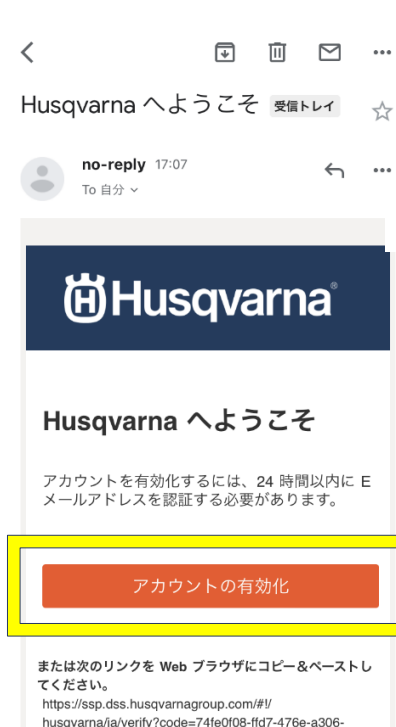 Husqvarna へようこそ 受信トレイ
no-reply 17:07
To 自分
Husqvarna®
Husqvarna へようこそ
アカウントを有効化するには、24 時間以内に E
メールアドレスを認証する必要があります。
アカウントの有効化
または次のリンクを Web ブラウザにコピー＆ペーストし
てください。
https://ssp.dss.husqvarnagroup.com/#!/
husqvarna/ja/verify?code=74fe0f08-ffd7-476e-a306-